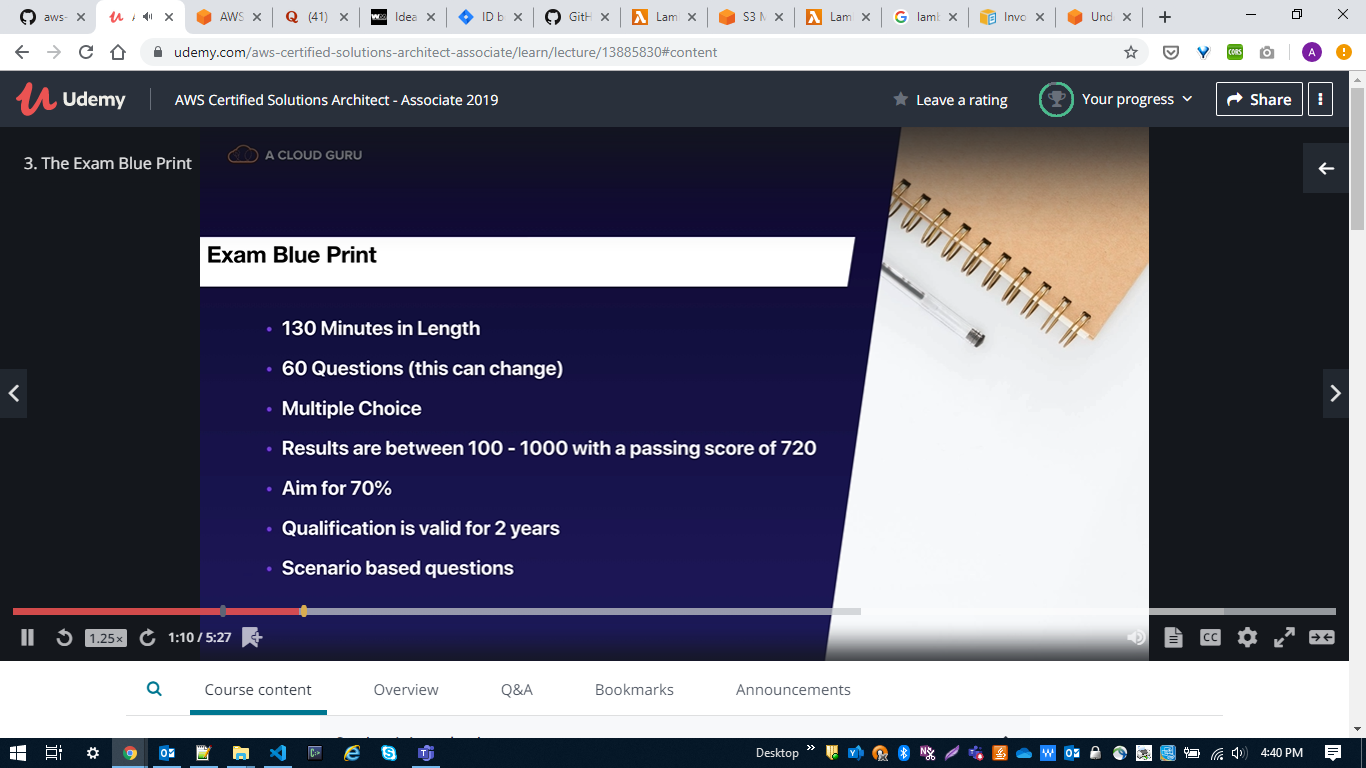 aws-
A
AWS
(41)
Idea
ID b
GitH
Lam
S3 M
Lam
lamb
Invo
Und
udemy.com/aws-certified-solutions-architect-associate/learn/lecture/13885830#content
CORS
A
Udemy
AWS Certified Solutions Architect - Associate 2019
Leave a rating
Your progress
Share
3. The Exam Blue Print
A CLOUD GURU
Exam Blue Print
• 130 Minutes in Length
• 60 Questions (this can change)
• Multiple Choice
• Results are between 100 - 1000 with a passing score of 720
• Aim for 70%
• Qualification is valid for 2 years
• Scenario based questions
1.25×
1:10 / 5:27
CC
Course content
Overview
Q&A
Bookmarks
Announcements
Desktop
4:40 PM